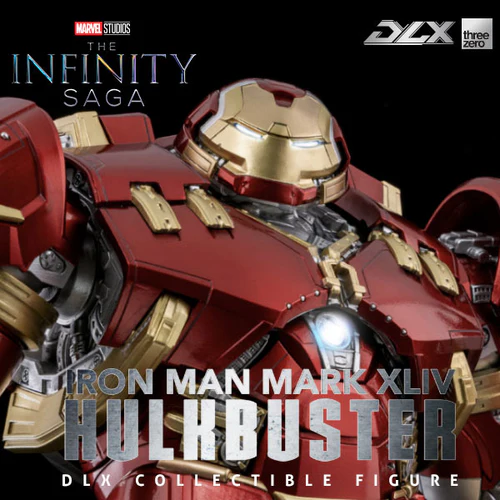 MARVEL STUDIOS
THE
INFINITY
SAGA
DLX
threezero
IRON MAN MARK XLIV
HULKBUSTER
DLX COLLECTIBLE FIGURE